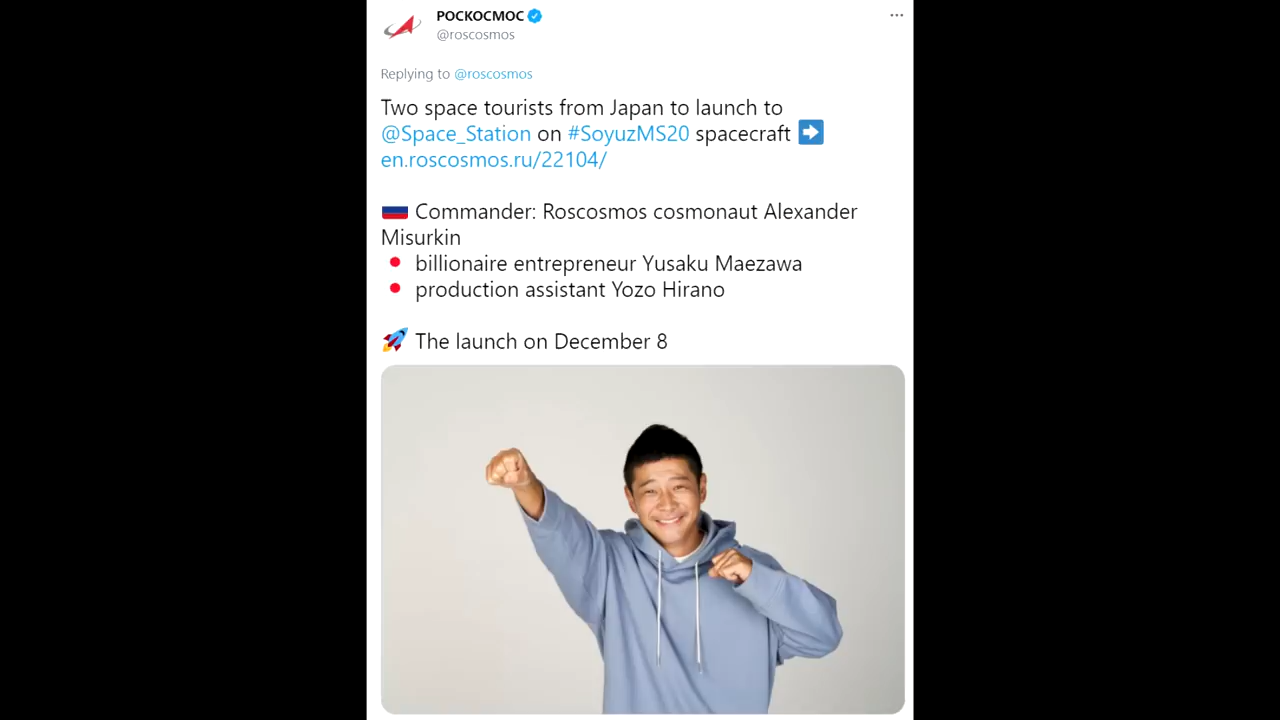 РОСКОСМОС
@roscosmos
Replying to @roscosmos
Two space tourists from Japan to launch to
@Space_Station on #SoyuzMS20 spacecraft ➡️
en.roscosmos.ru/22104/
🇷🇺 Commander: Roscosmos cosmonaut Alexander
Misurkin
🇯🇵 billionaire entrepreneur Yusaku Maezawa
🇯🇵 production assistant Yozo Hirano
🚀 The launch on December 8